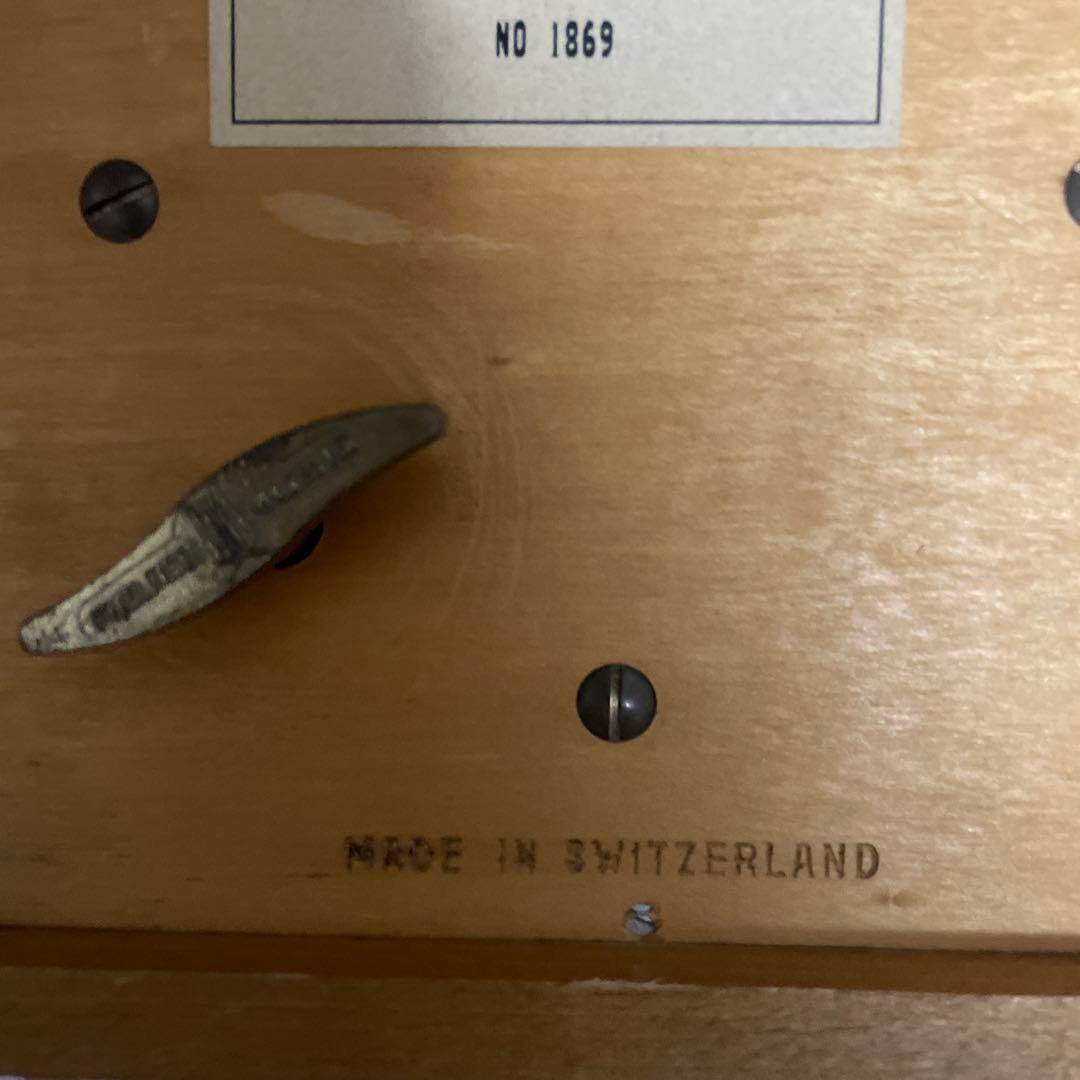 NO 1869
MADE IN SWITZERLAND